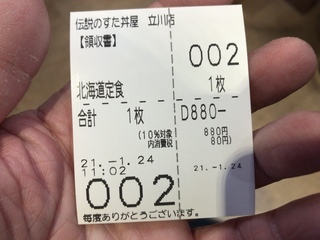 伝説のすた丼屋 立川店
【領収書】
002
北海道定食 1枚
合計 1枚 D880-
(10%対象 880円
内消費税 80円)
21.-1.24 21.-1.24
11:02
002
毎度ありがとうございます。